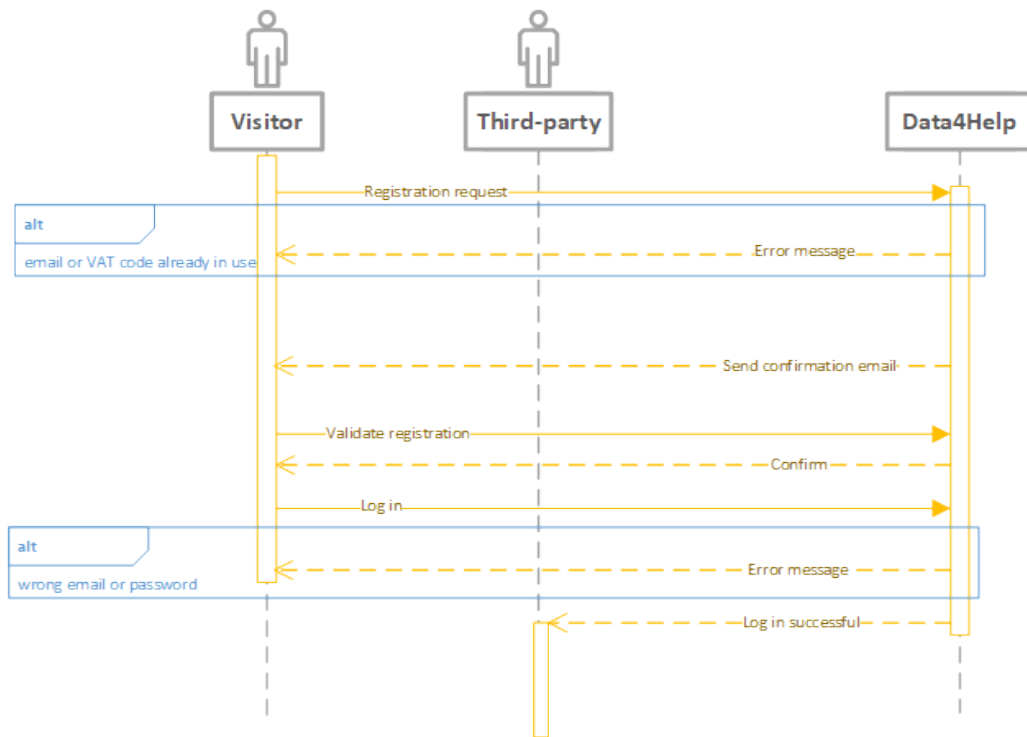 Visitor
Third-party
Data4Help
Registration request
alt
Error message
email or VAT code already in use
Send confirmation email
Validate registration
Confirm
Log in
alt
Error message
wrong email or password
Log in successful